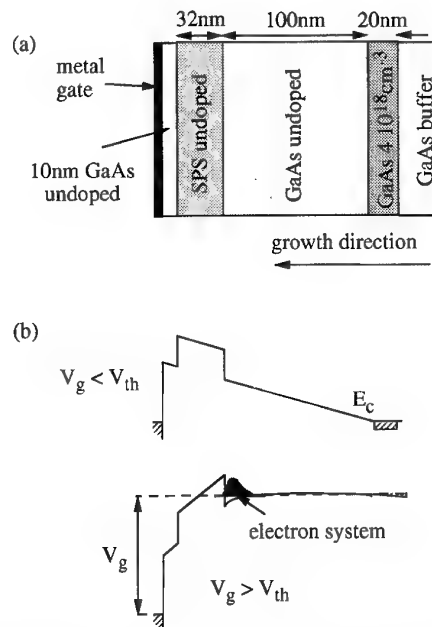 32nm 100nm 20nm
(a)
metal
gate
10nm GaAs
undoped
SPS undoped
GaAs undoped
GaAs 4 10^18cm^-3
GaAs buffer
growth direction
(b)
V_g < V_th
E_c
electron system
V_g
V_g > V_th